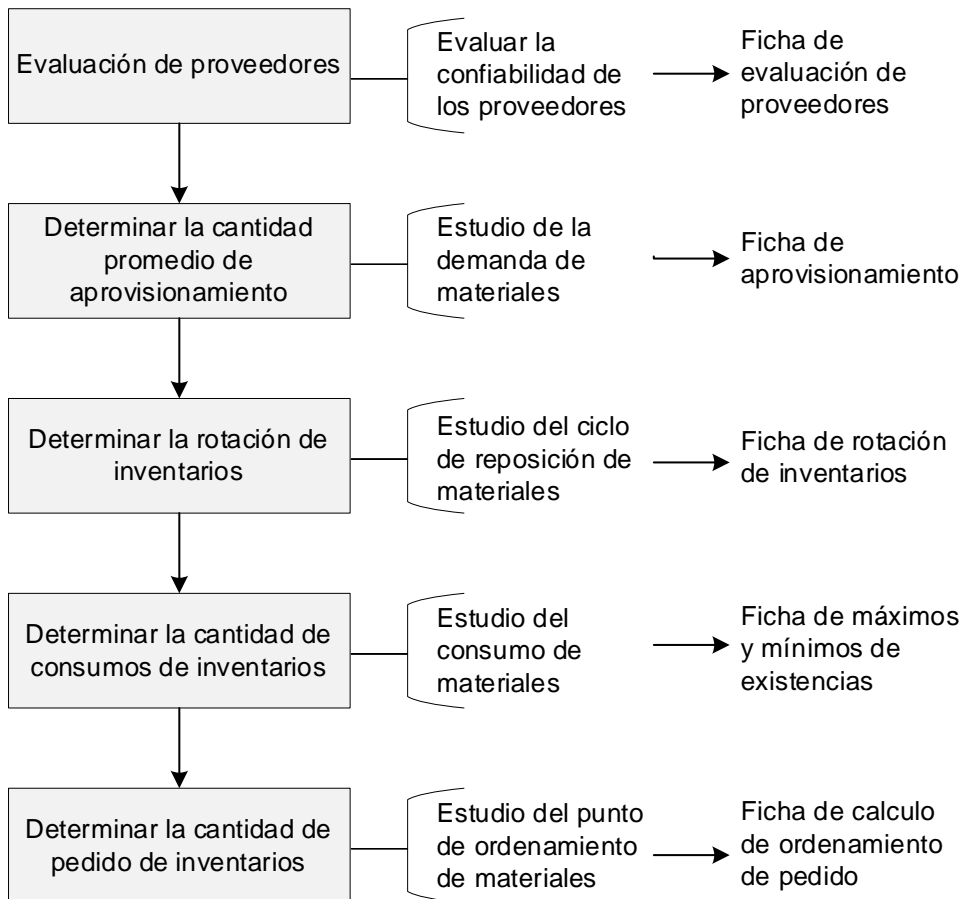 Evaluación de proveedores
Evaluar la
confiabilidad de
los proveedores
Ficha de
evaluación de
proveedores
Determinar la cantidad
promedio de
aprovisionamiento
Estudio de la
demanda de
materiales
Ficha de
aprovisionamiento
Determinar la rotación de
inventarios
Estudio del ciclo
de reposición de
materiales
Ficha de rotación
de inventarios
Determinar la cantidad de
consumos de inventarios
Estudio del
consumo de
materiales
Ficha de máximos
y mínimos de
existencias
Determinar la cantidad de
pedido de inventarios
Estudio del punto
de ordenamiento
de materiales
Ficha de calculo
de ordenamiento
de pedido